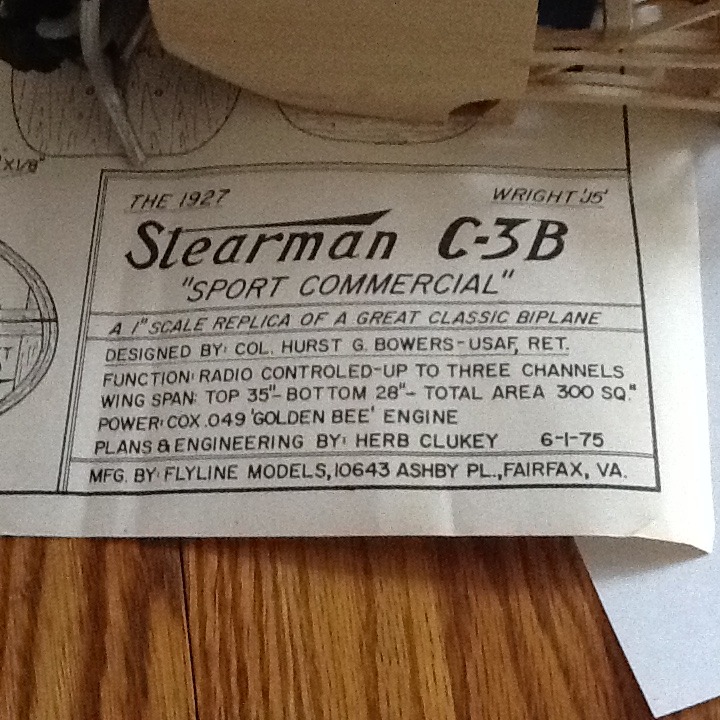 "X1/8"
THE 1927 WRIGHT 'J5'
Stearman C-3B
"SPORT COMMERCIAL"
A 1" SCALE REPLICA OF A GREAT CLASSIC BIPLANE
DESIGNED BY: COL. HURST G. BOWERS-USAF, RET.
FUNCTION: RADIO CONTROLED-UP TO THREE CHANNELS
WING SPAN: TOP 35"- BOTTOM 28"- TOTAL AREA 300 SQ."
POWER: COX .049 'GOLDEN BEE' ENGINE
PLANS & ENGINEERING BY: HERB CLUKEY 6-1-75
MFG. BY: FLYLINE MODELS, 10643 ASHBY PL., FAIRFAX, VA.